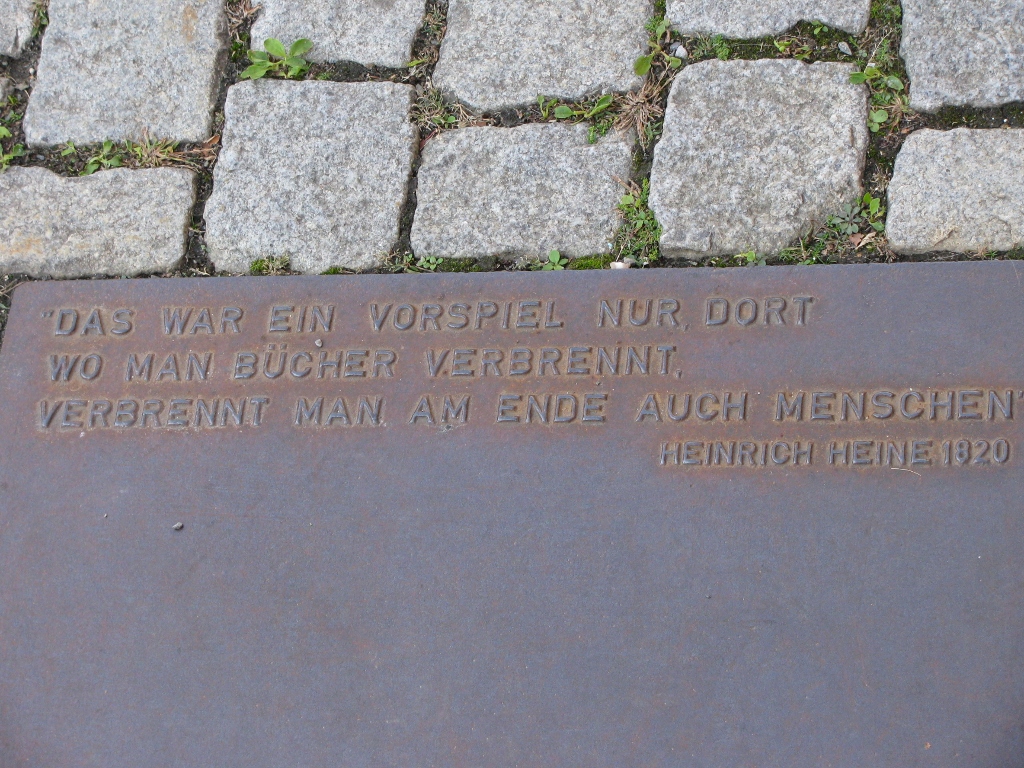 "DAS WAR EIN VORSPIEL NUR, DORT
WO MAN BÜCHER VERBRENNT,
VERBRENNT MAN AM ENDE AUCH MENSCHEN"
HEINRICH HEINE 1820